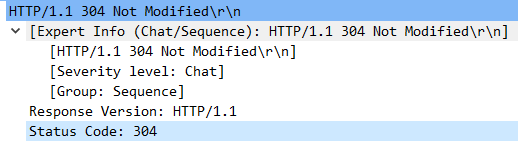 HTTP/1.1 304 Not Modified\r\n
[Expert Info (Chat/Sequence): HTTP/1.1 304 Not Modified\r\n]
[HTTP/1.1 304 Not Modified\r\n]
[Severity level: Chat]
[Group: Sequence]
Response Version: HTTP/1.1
Status Code: 304